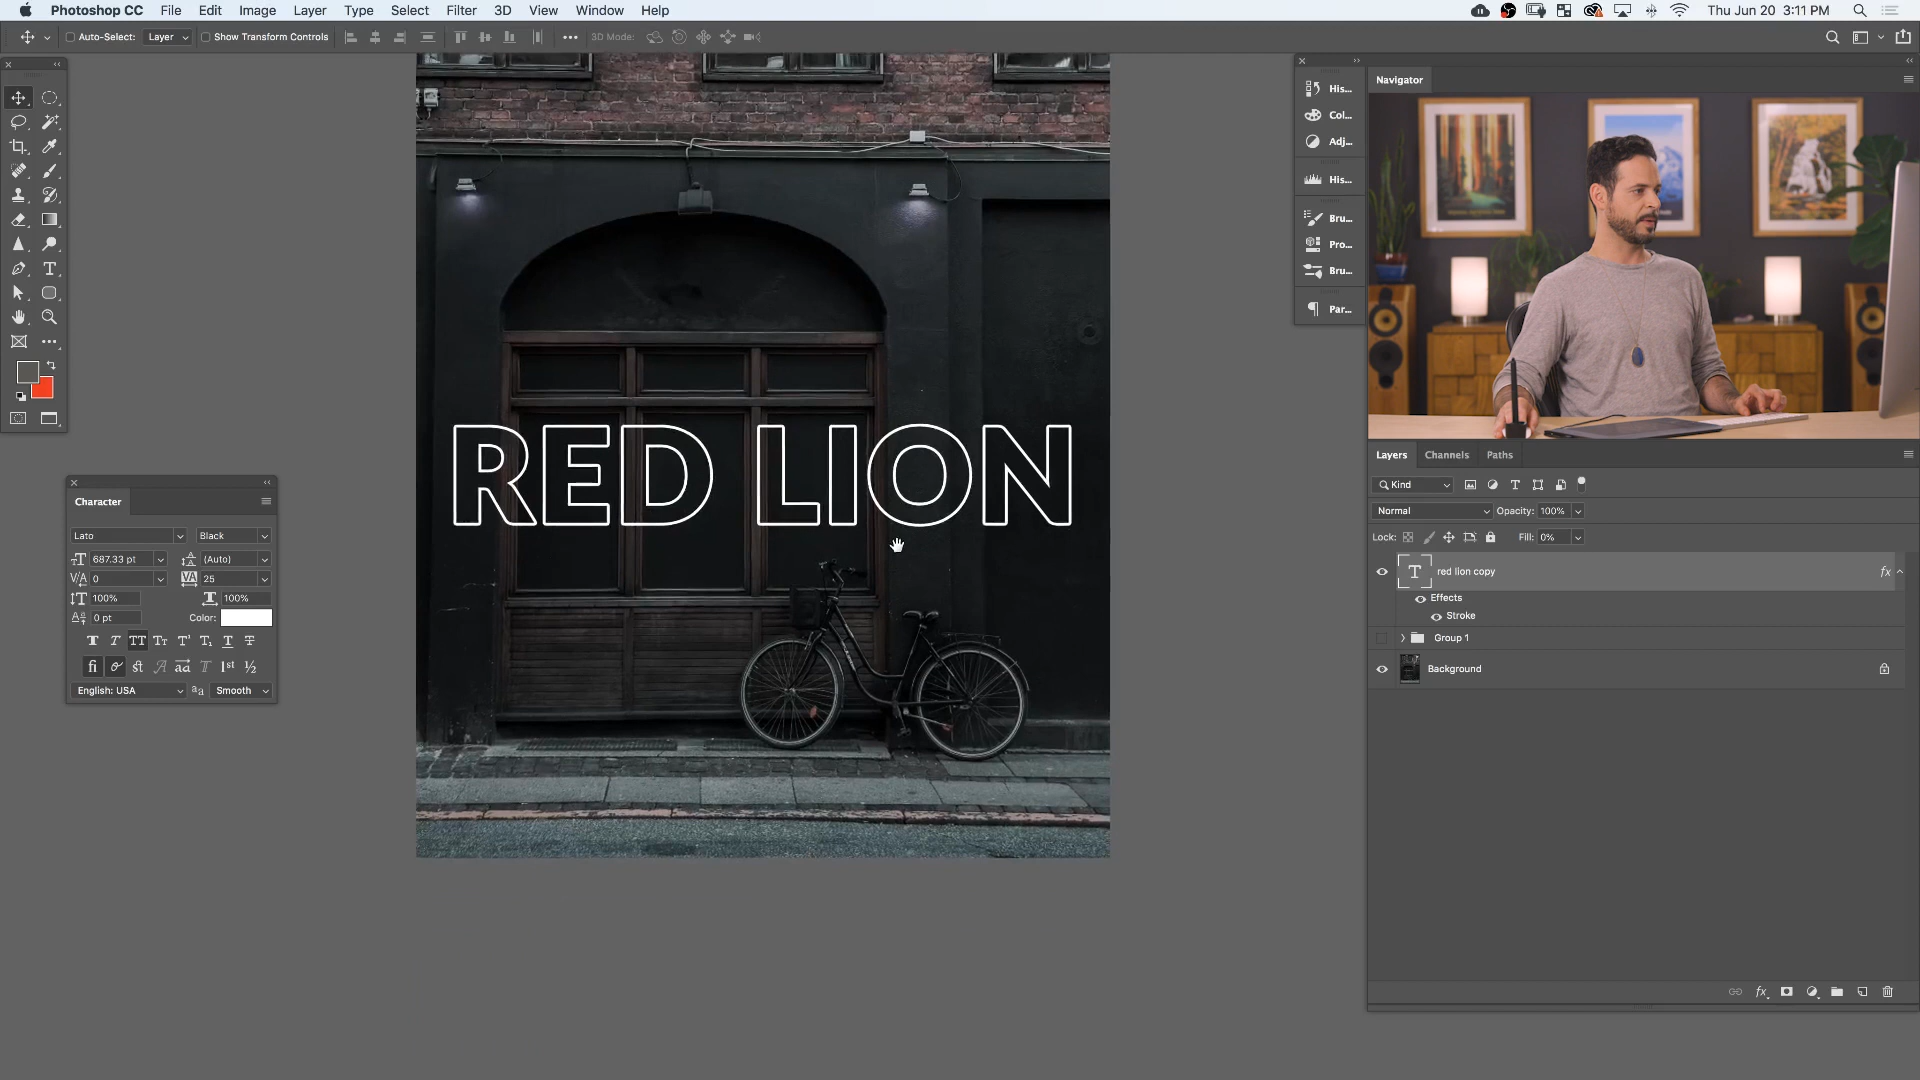 Photoshop CC File Edit Image Layer Type Select Filter 3D View Window Help Thu Jun 20 3:11 PM
Auto-Select: Layer Show Transform Controls 3D Mode:
Navigator
His...
Col...
Adj...
His...
Bru...
Pro...
Bru...
Par...
RED LION
Character
Lato Black
687.33 pt (Auto)
0 25
100% 100%
0 pt Color:
English: USA Smooth
Layers Channels Paths
Kind
Normal Opacity: 100%
Lock: Fill: 0%
red lion copy fx
Effects
Stroke
Group 1
Background
fx